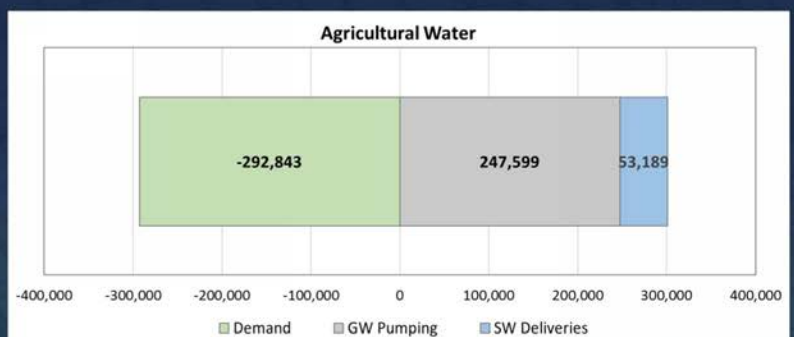 Agricultural Water
-292,843 247,599 53,189
-400,000 -300,000 -200,000 -100,000 0 100,000 200,000 300,000 400,000
Demand GW Pumping SW Deliveries